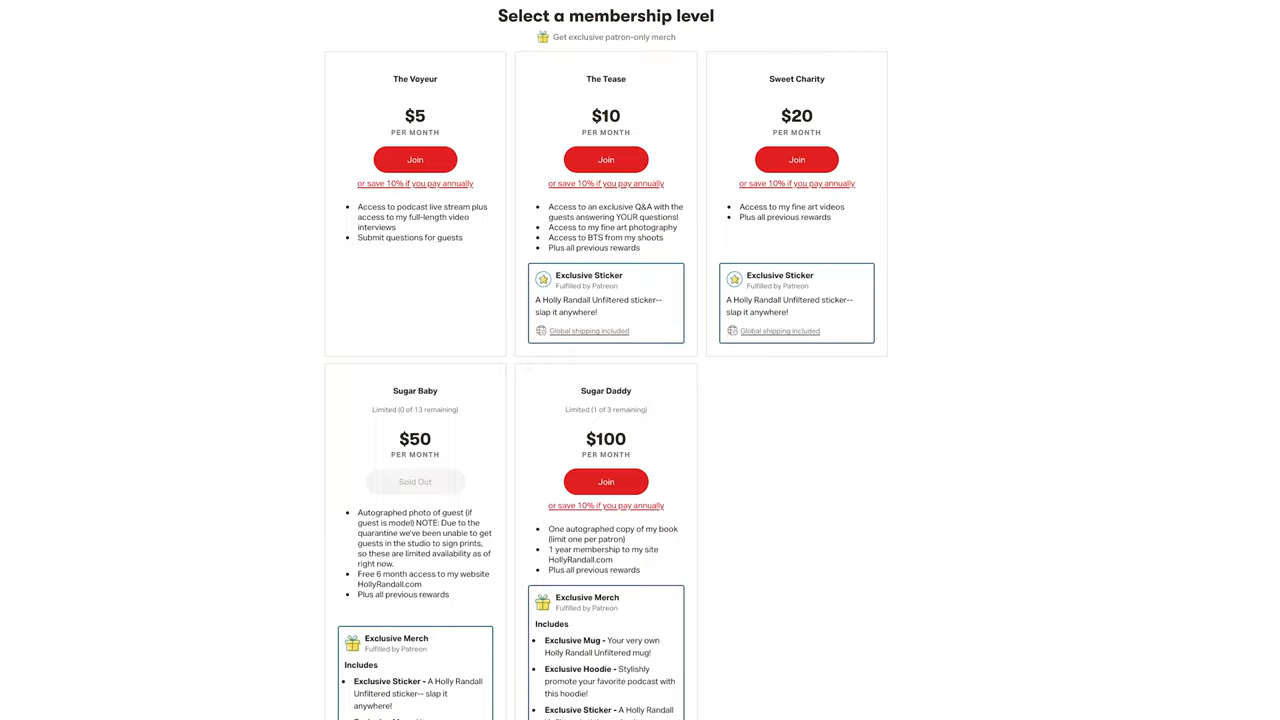 Select a membership level
Get exclusive patron-only merch
The Voyeur
$5
PER MONTH
Join
or save 10% if you pay annually
Access to podcast live stream plus
access to my full-length video
interviews
Submit questions for guests
The Tease
$10
PER MONTH
Join
or save 10% if you pay annually
Access to an exclusive Q&A with the
guests answering YOUR questions!
Access to my fine art photography
Access to BTS from my shoots
Plus all previous rewards
Exclusive Sticker
Fulfilled by Patreon
A Holly Randall Unfiltered sticker--
slap it anywhere!
Global shipping included
Sweet Charity
$20
PER MONTH
Join
or save 10% if you pay annually
Access to my fine art videos
Plus all previous rewards
Exclusive Sticker
Fulfilled by Patreon
A Holly Randall Unfiltered sticker--
slap it anywhere!
Global shipping included
Sugar Baby
Limited (0 of 13 remaining)
$50
PER MONTH
Sold Out
Autographed photo of guest (if
guest is model) NOTE: Due to the
quarantine we've been unable to get
guests in the studio to sign prints,
so these are limited availability as of
right now.
Free 6 month access to my website
HollyRandall.com
Plus all previous rewards
Exclusive Merch
Fulfilled by Patreon
Includes
Exclusive Sticker - A Holly Randall
Unfiltered sticker-- slap it
anywhere!
Sugar Daddy
Limited (1 of 3 remaining)
$100
PER MONTH
Join
or save 10% if you pay annually
One autographed copy of my book
(limit one per patron)
1 year membership to my site
HollyRandall.com
Plus all previous rewards
Exclusive Merch
Fulfilled by Patreon
Includes
Exclusive Mug - Your very own
Holly Randall Unfiltered mug!
Exclusive Hoodie - Stylishly
promote your favorite podcast with
this hoodie!
Exclusive Sticker - A Holly Randall